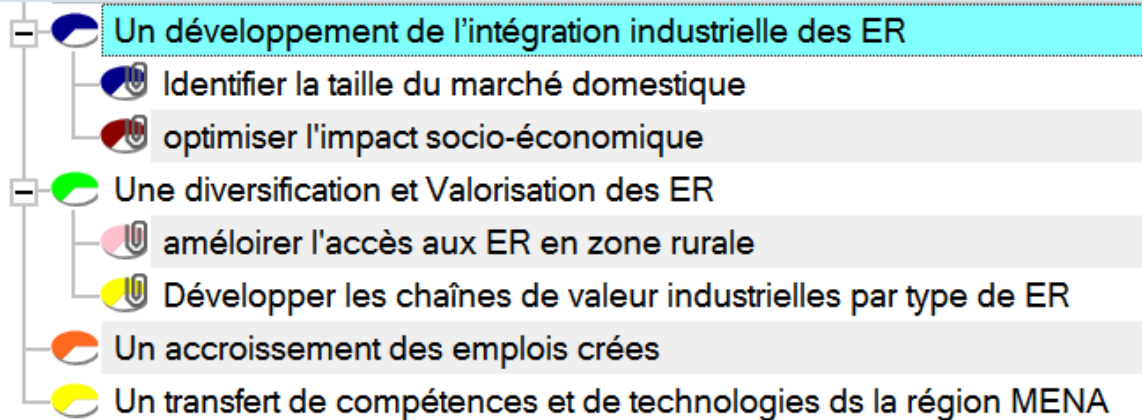 Un développement de l’intégration industrielle des ER
Identifier la taille du marché domestique
optimiser l'impact socio-économique
Une diversification et Valorisation des ER
améloirer l'accès aux ER en zone rurale
Développer les chaînes de valeur industrielles par type de ER
Un accroissement des emplois crées
Un transfert de compétences et de technologies ds la région MENA